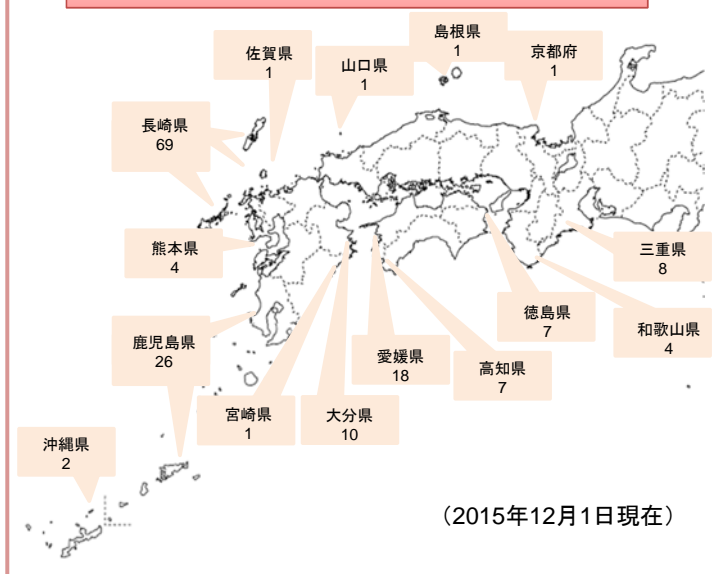 島根県
1
佐賀県
1
山口県
1
京都府
1
長崎県
69
熊本県
4
三重県
8
徳島県
7
和歌山県
4
鹿児島県
26
愛媛県
18
高知県
7
宮崎県
1
大分県
10
沖縄県
2
（2015年12月1日現在）